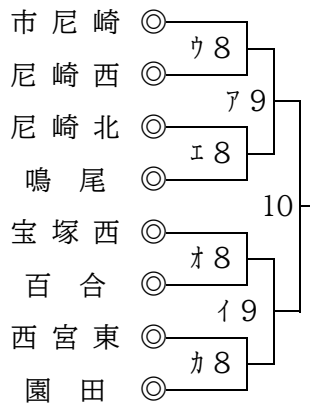 市尼崎 ◎
ウ8
尼崎西 ◎
ア9
尼崎北 ◎
エ8
鳴尾 ◎
10
宝塚西 ◎
オ8
百合 ◎
イ9
西宮東 ◎
カ8
園田 ◎